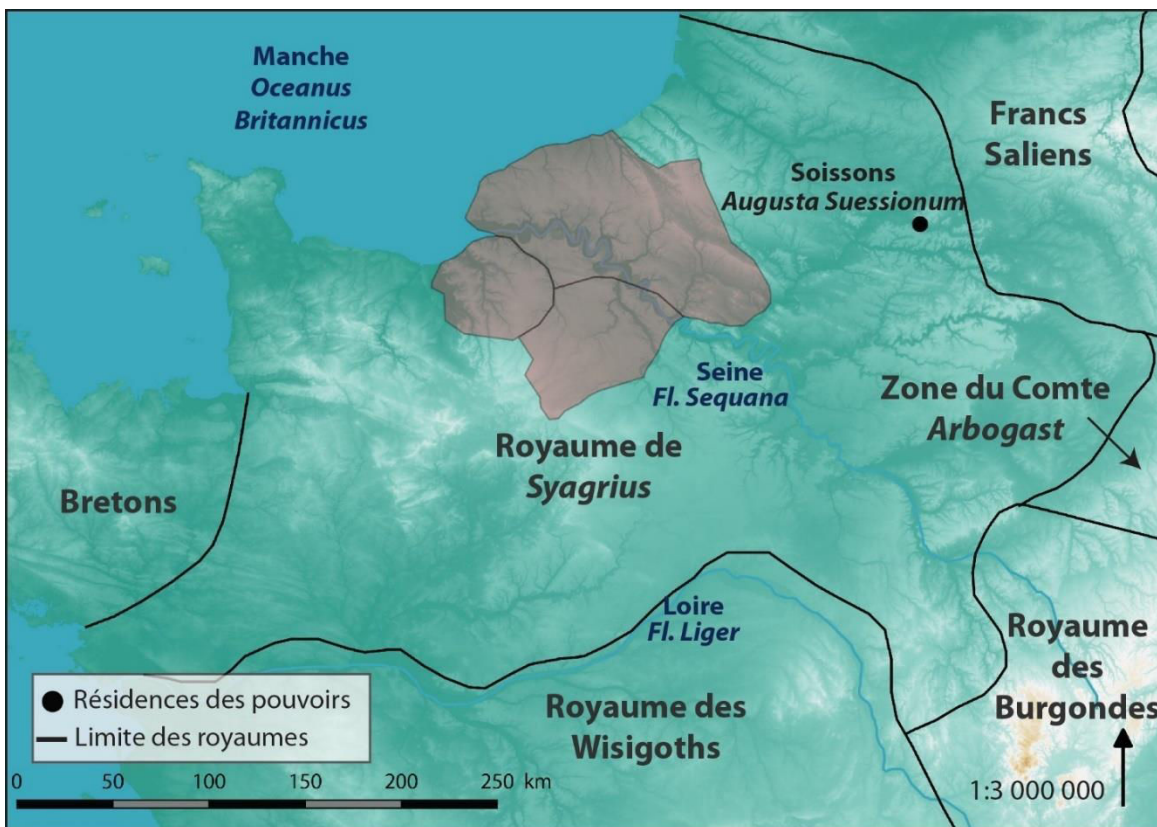 Manche
Oceanus
Britannicus
Francs
Saliens
Soissons
Augusta Suessionum
Seine
Fl. Sequana
Zone du Comte
Arbogast
Royaume de
Syagrius
Bretons
Loire
Fl. Liger
Royaume des
Wisigoths
Royaume
des
Burgondes
Résidences des pouvoirs
Limite des royaumes
0 50 100 150 200 250 km
1:3 000 000